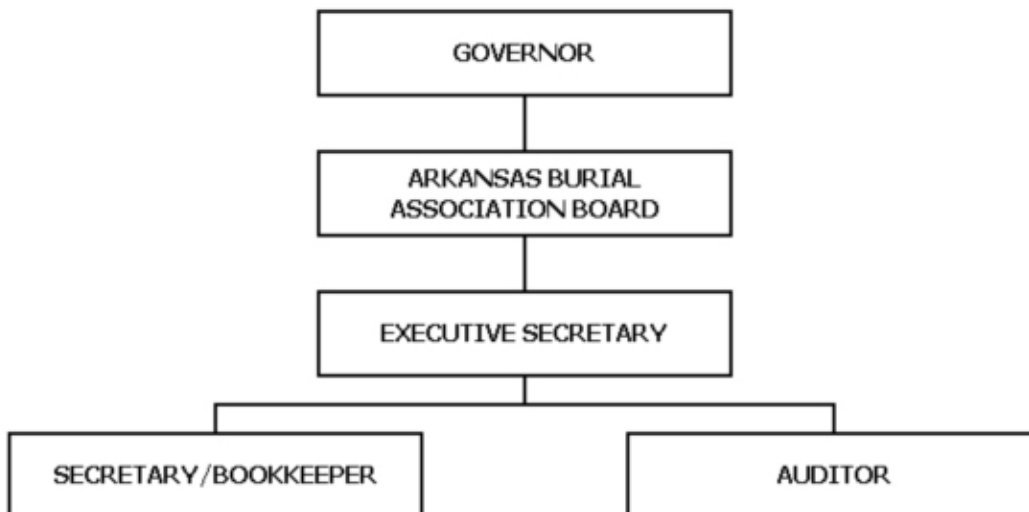 GOVERNOR
ARKANSAS BURIAL
ASSOCIATION BOARD
EXECUTIVE SECRETARY
SECRETARY/BOOKKEEPER
AUDITOR